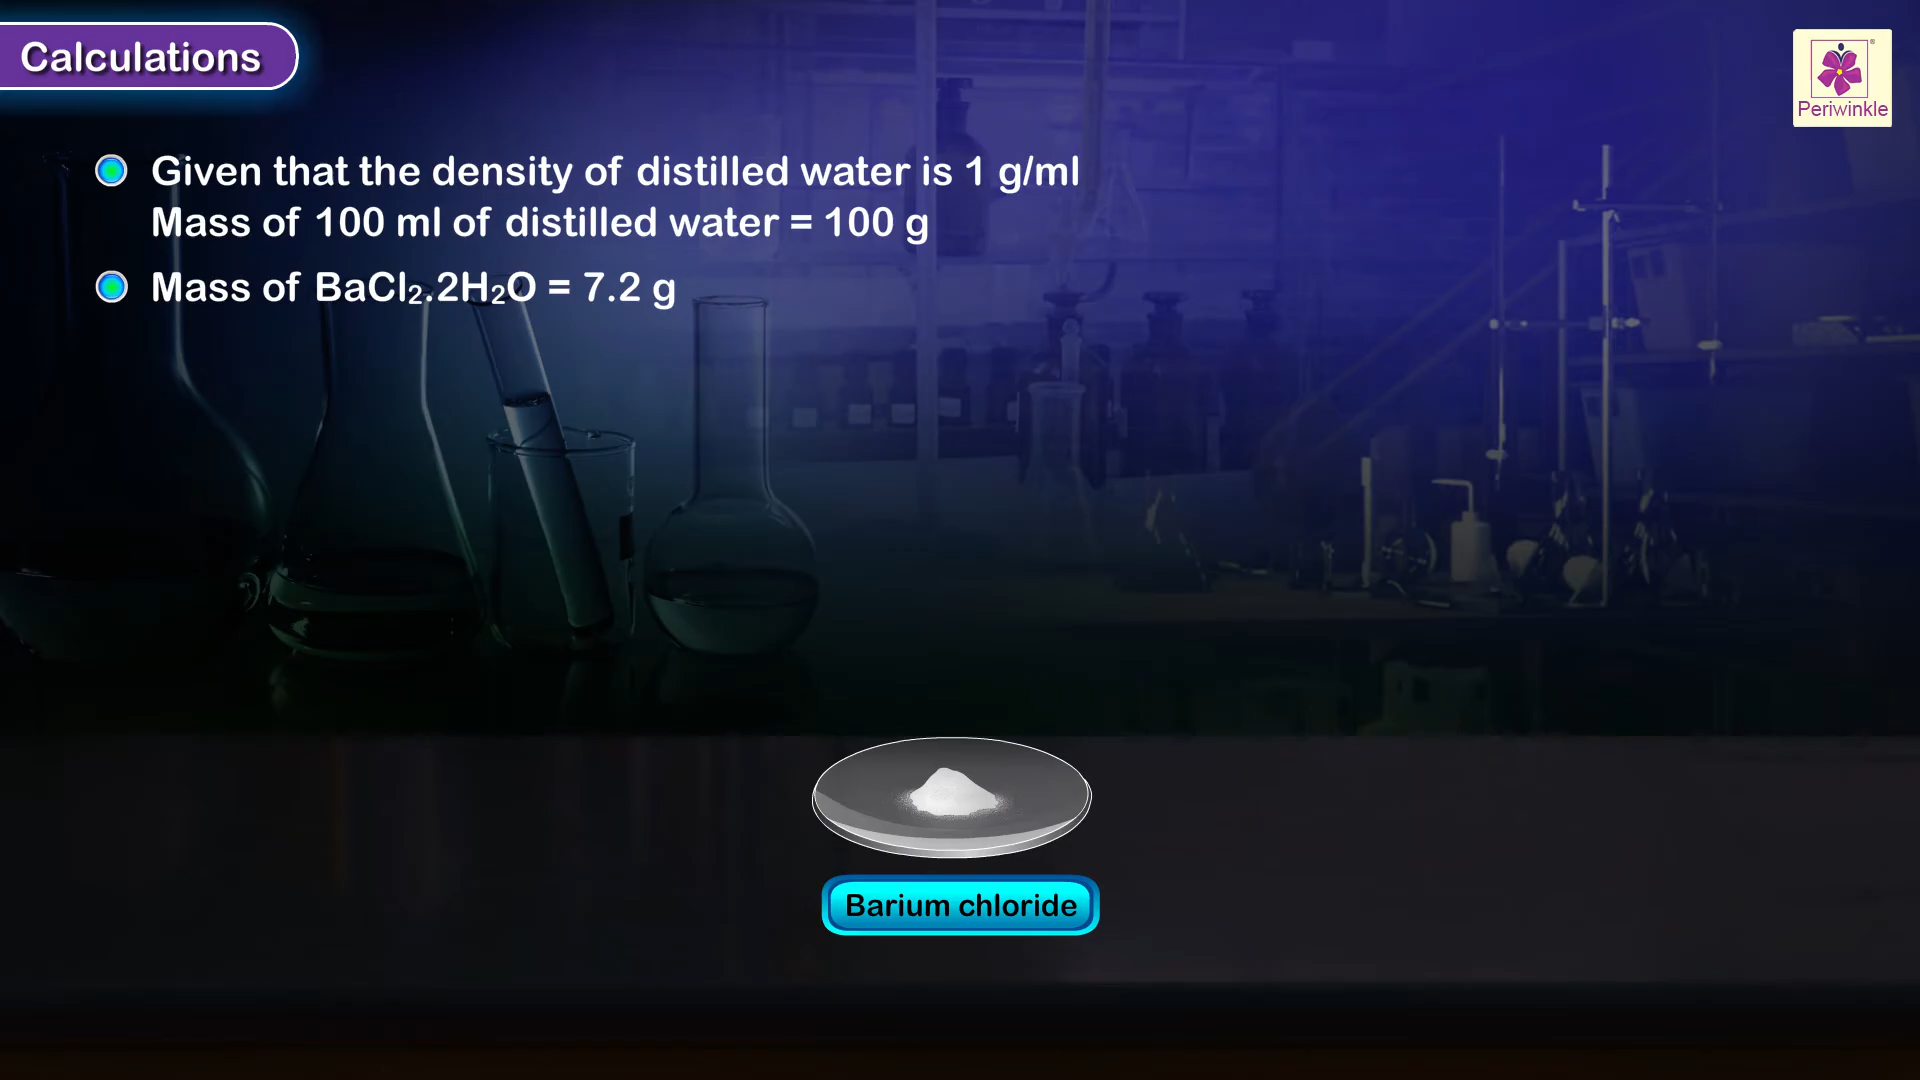 Calculations
Periwinkle
Given that the density of distilled water is 1 g/ml
Mass of 100 ml of distilled water = 100 g
Mass of BaCl₂.2H₂O = 7.2 g
Barium chloride